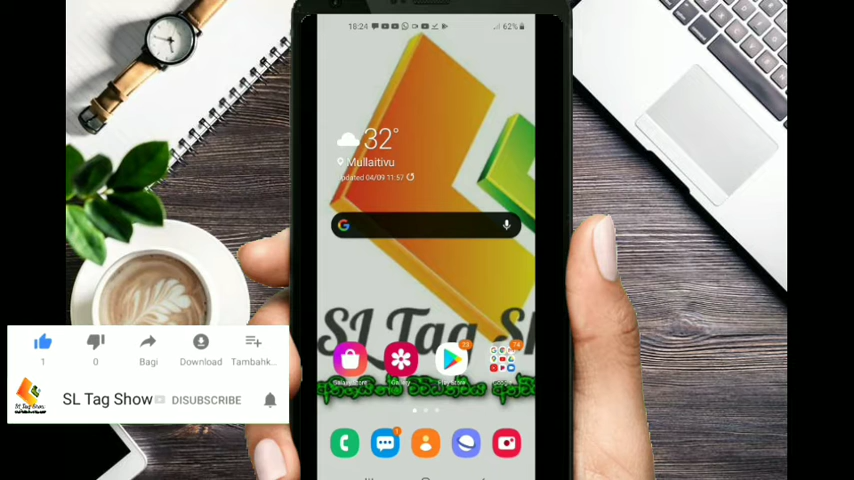 18:24
62%
32°
Mullaitivu
Updated 04/09 11:57
SL Tag Sh
Galaxy Store
Gallery
Play Store
Google
1
0
Bagi
Download
Tambahk...
SL Tag Show
DISUBSCRIBE